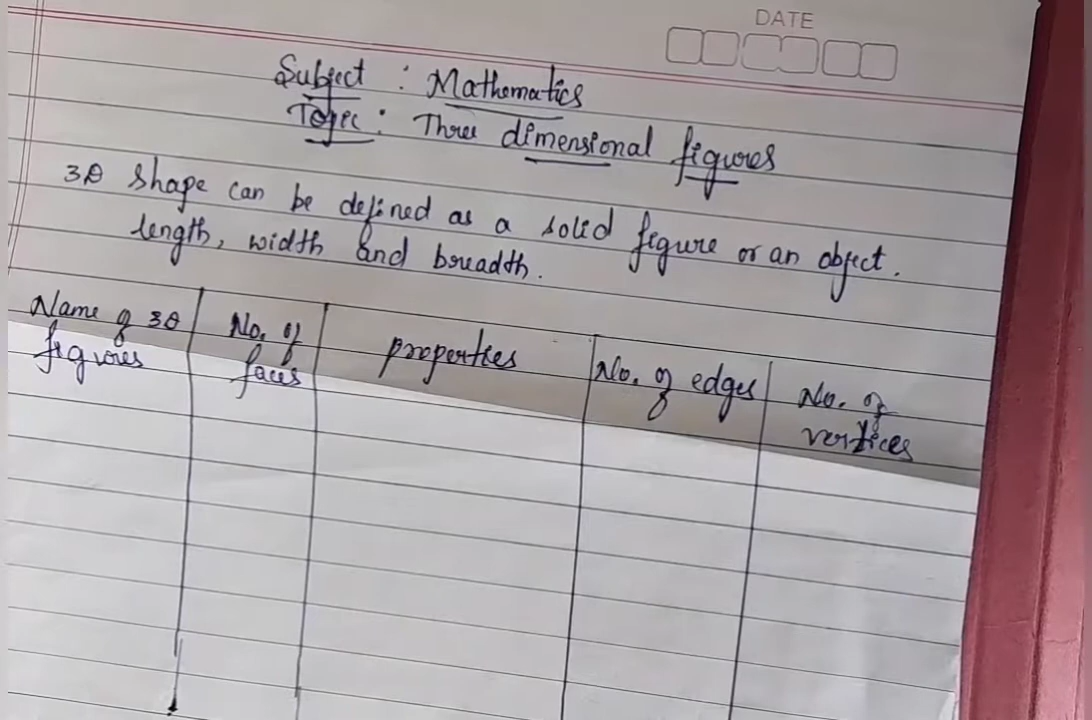 DATE
Subject : Mathematics
Topic : Three dimensional figures
3D shape can be defined as a solid figure or an object.
length, width and breadth.
Name of 3D figures
No. of faces
properties
No. of edges
No. of vertices